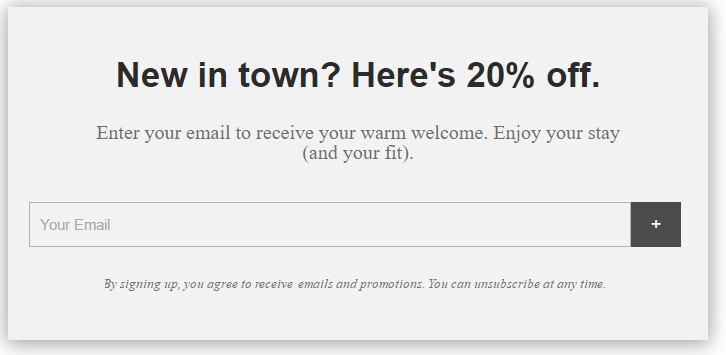 New in town? Here's 20% off.
Enter your email to receive your warm welcome. Enjoy your stay
(and your fit).
Your Email
+
By signing up, you agree to receive emails and promotions. You can unsubscribe at any time.